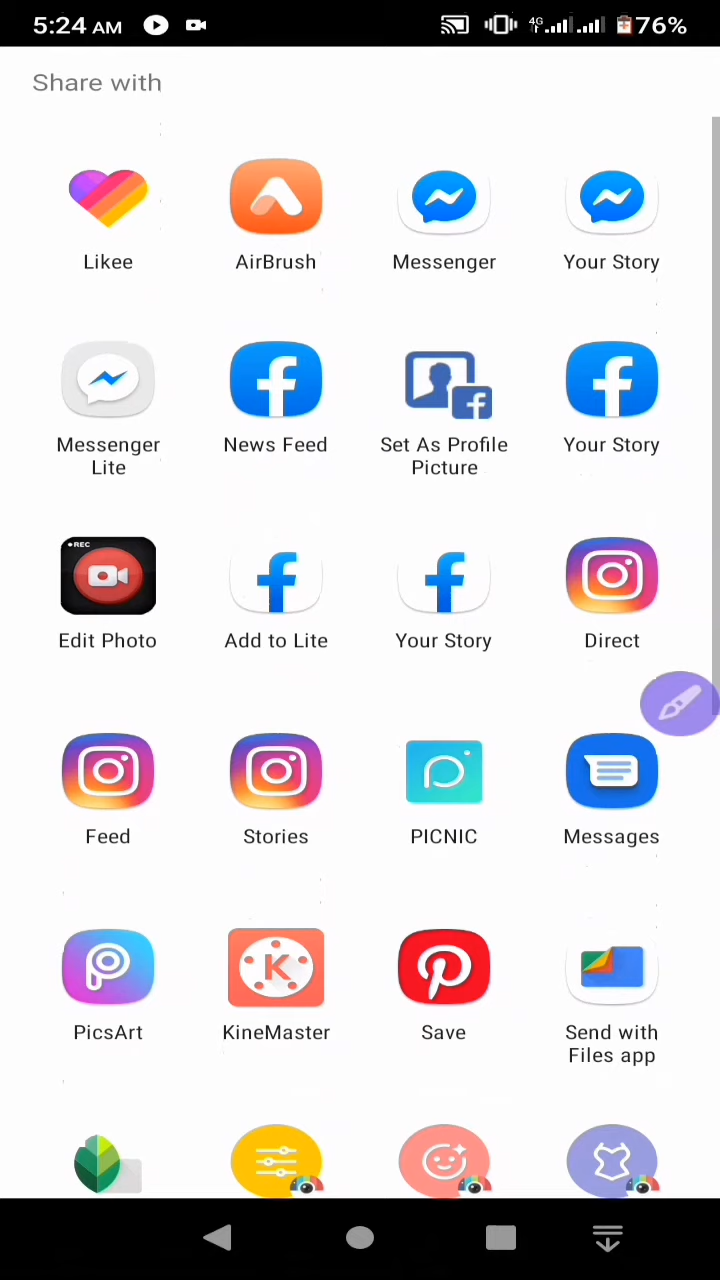 5:24 AM 4G 76%
Share with
Likee AirBrush Messenger Your Story
Messenger Lite News Feed Set As Profile Picture Your Story
REC
Edit Photo Add to Lite Your Story Direct
Feed Stories PICNIC Messages
K
PicsArt KineMaster Save Send with Files app